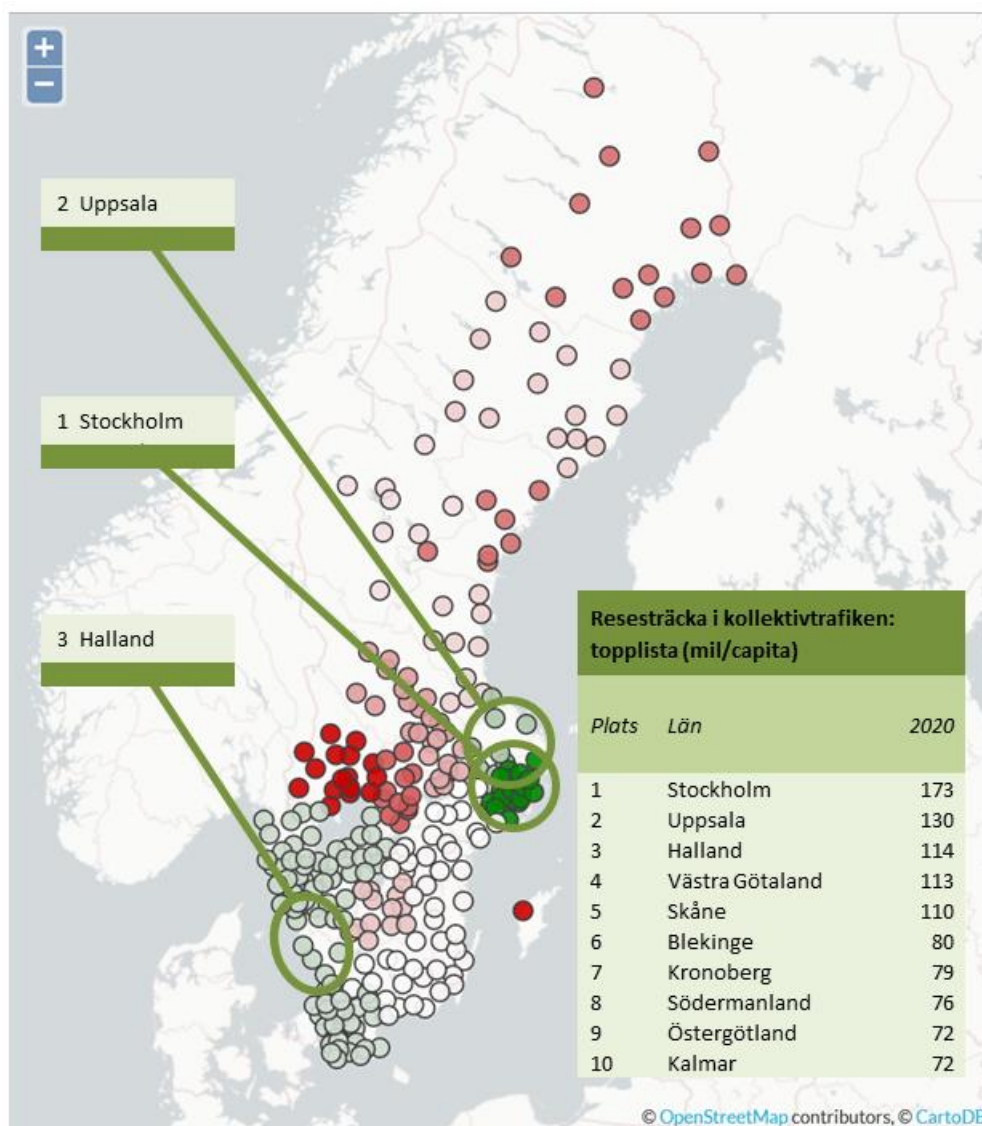 +
−
2 Uppsala
1 Stockholm
3 Halland
Resesträcka i kollektivtrafiken:
topplista (mil/capita)
Plats Län 2020
1 Stockholm 173
2 Uppsala 130
3 Halland 114
4 Västra Götaland 113
5 Skåne 110
6 Blekinge 80
7 Kronoberg 79
8 Södermanland 76
9 Östergötland 72
10 Kalmar 72
© OpenStreetMap contributors, © CartoDB